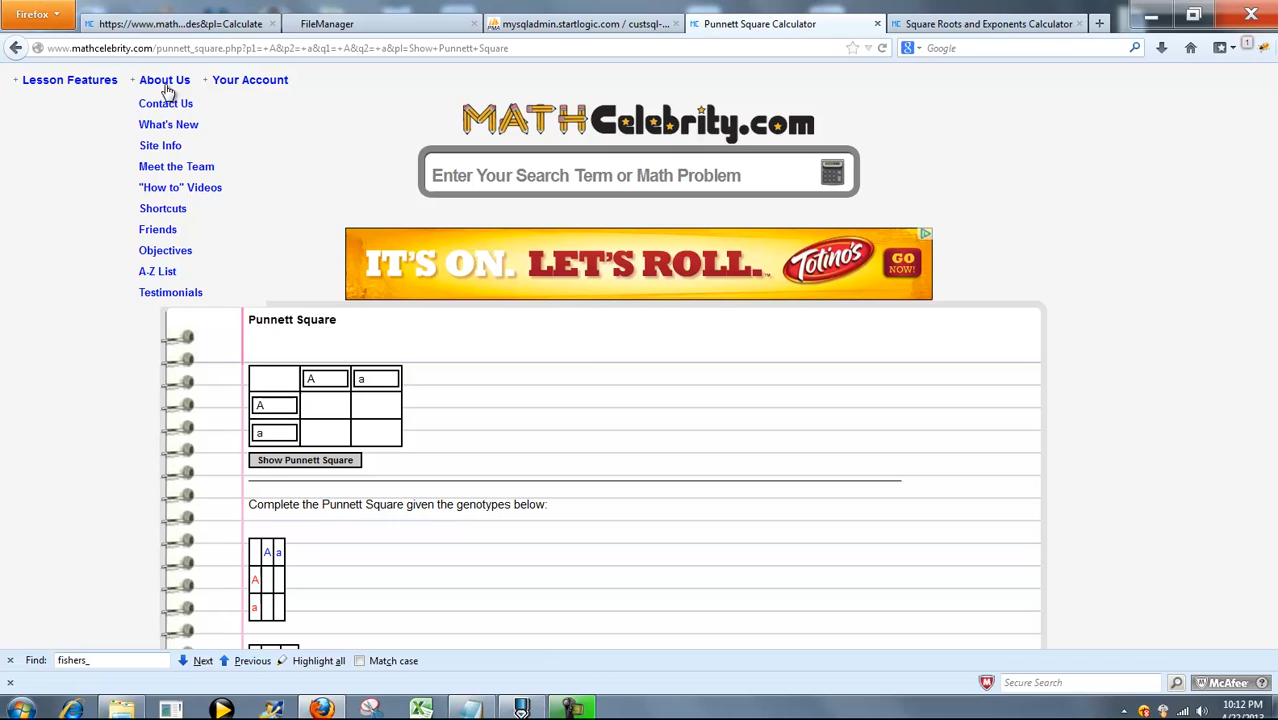 Firefox
https://www.math...des&pl=Calculate
FileManager
mysqladmin.startlogic.com / custsql-...
Punnett Square Calculator
Square Roots and Exponents Calculator
www.mathcelebrity.com/punnett_square.php?p1=+A&p2=+a&q1=+A&q2=+a&pl=Show+Punnett+Square
Google
1
+ Lesson Features + About Us + Your Account
Contact Us
What's New
Site Info
Meet the Team
"How to" Videos
Shortcuts
Friends
Objectives
A-Z List
Testimonials
MATHCelebrity.com
Enter Your Search Term or Math Problem
IT'S ON. LET'S ROLL. Totino's GO NOW!
Punnett Square
A a
A
a
Show Punnett Square
Complete the Punnett Square given the genotypes below:
A a
A
a
× Find: fishers_ Next Previous Highlight all Match case
× Secure Search McAfee
10:12 PM
4/22/2013